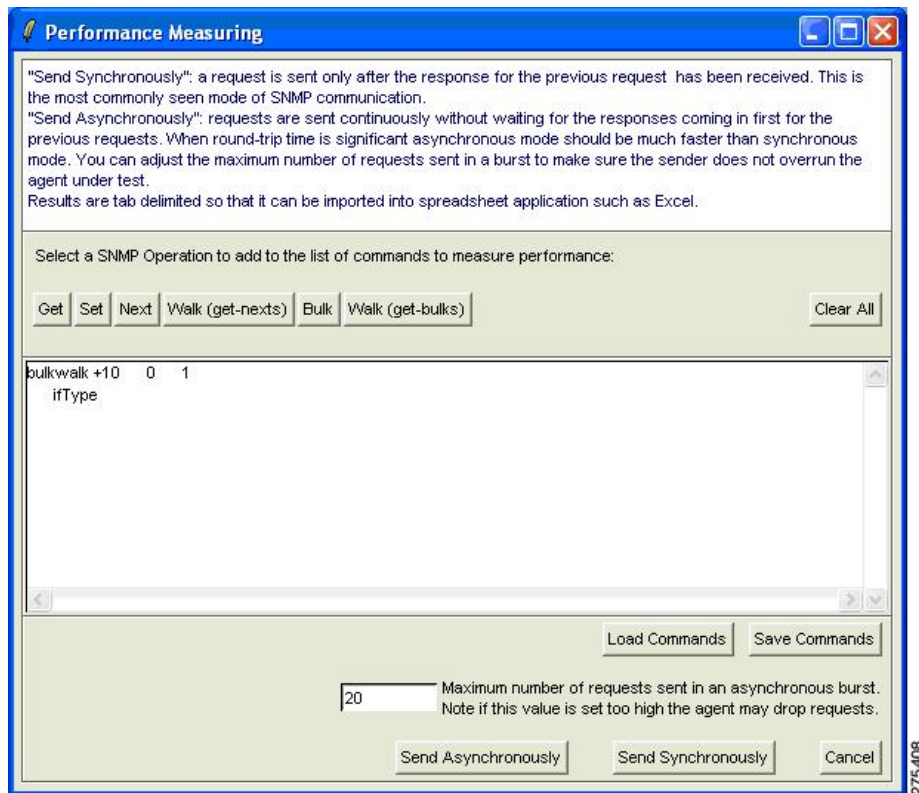 Performance Measuring
"Send Synchronously": a request is sent only after the response for the previous request has been received. This is
the most commonly seen mode of SNMP communication.
"Send Asynchronously": requests are sent continuously without waiting for the responses coming in first for the
previous requests. When round-trip time is significant asynchronous mode should be much faster than synchronous
mode. You can adjust the maximum number of requests sent in a burst to make sure the sender does not overrun the
agent under test.
Results are tab delimited so that it can be imported into spreadsheet application such as Excel.
Select a SNMP Operation to add to the list of commands to measure performance:
Get Set Next Walk (get-nexts) Bulk Walk (get-bulks) Clear All
bulkwalk +10 0 1
ifType
Load Commands Save Commands
20
Maximum number of requests sent in an asynchronous burst.
Note if this value is set too high the agent may drop requests.
Send Asynchronously Send Synchronously Cancel
275408